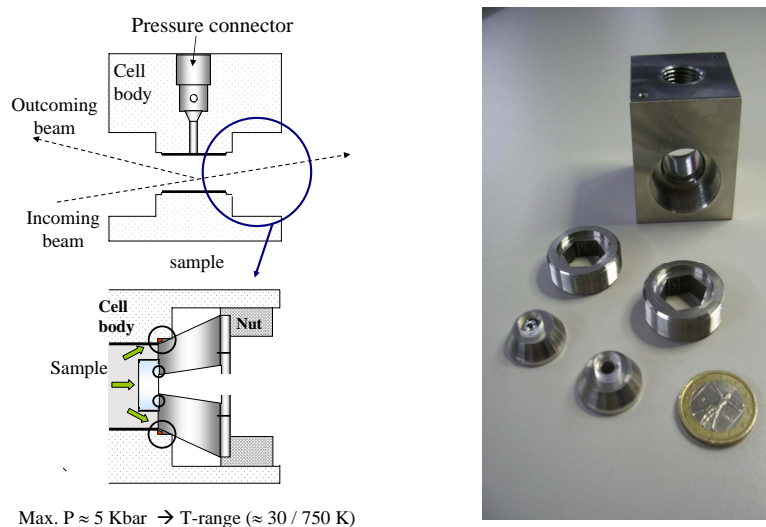 Pressure connector
Cell
body
Outcoming
beam
Incoming
beam
sample
Cell
body
Nut
Sample
Max. P ≈ 5 Kbar → T-range (≈ 30 / 750 K)